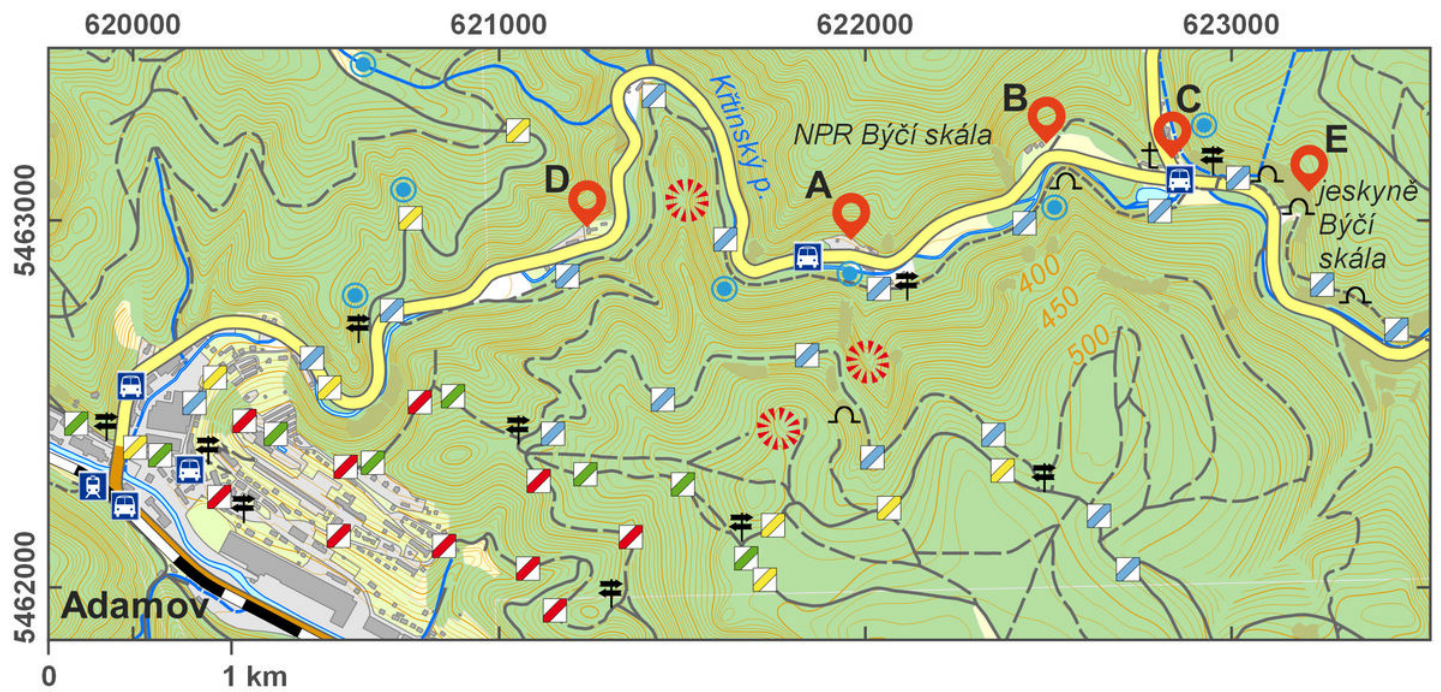 620000 621000 622000 623000
B
C
Křtinský p.
NPR Býčí skála
E
D
A
jeskyně
Býčí
skála
5463000
400
450
500
5462000
Adamov
0 1 km